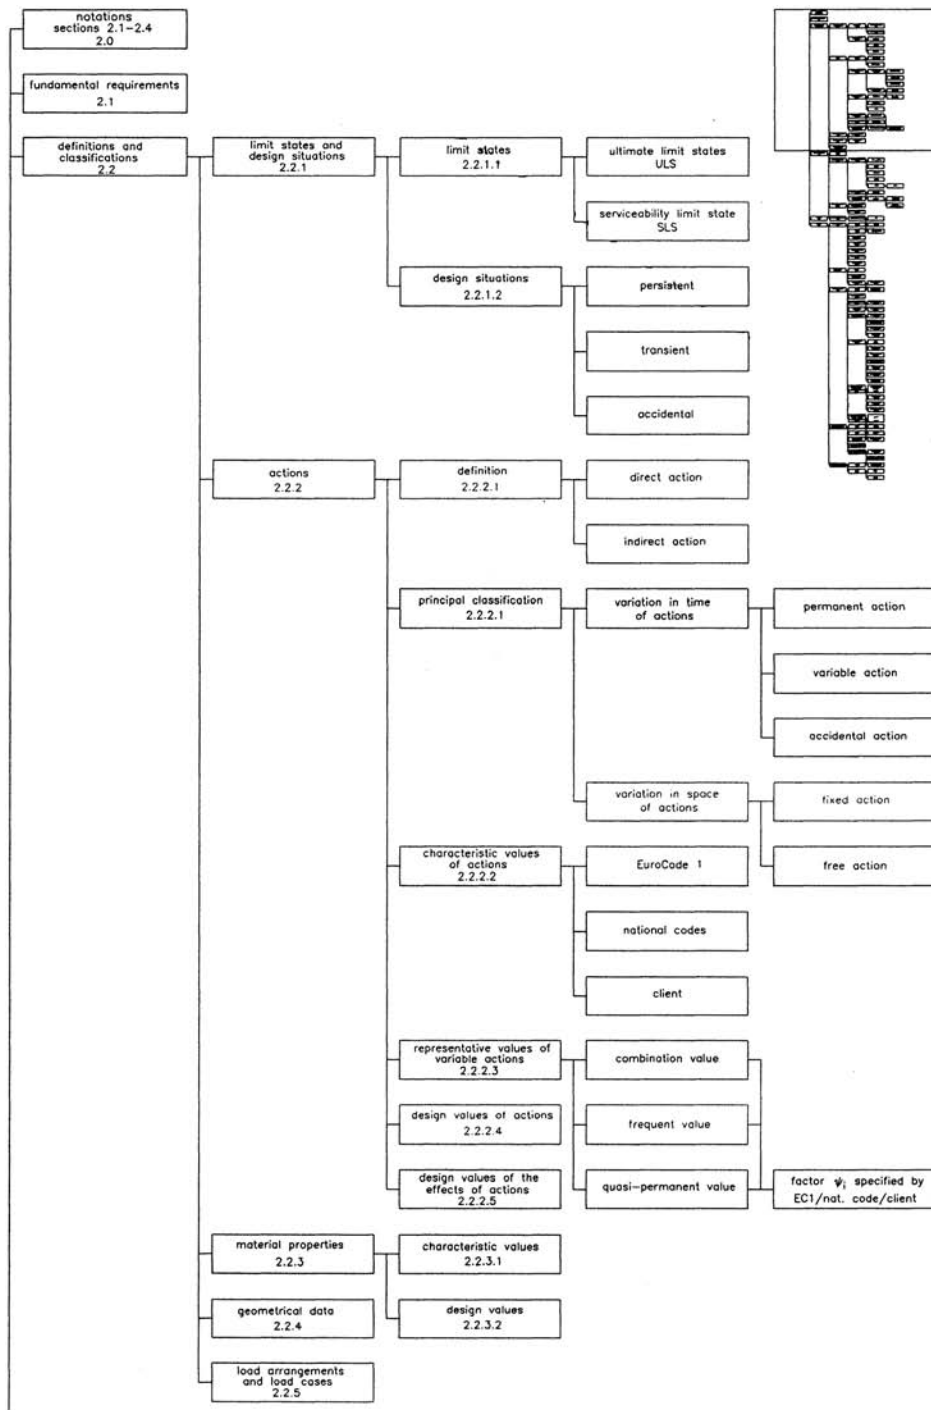 notations
sections 2.1-2.4
2.0
fundamental requirements
2.1
definitions and
classifications
2.2
limit states and
design situations
2.2.1
limit states
2.2.1.1
ultimate limit states
ULS
serviceability limit state
SLS
design situations
2.2.1.2
persistent
transient
accidental
actions
2.2.2
definition
2.2.2.1
direct action
indirect action
principal classification
2.2.2.1
variation in time
of actions
permanent action
variable action
accidental action
variation in space
of actions
fixed action
free action
characteristic values
of actions
2.2.2.2
EuroCode 1
national codes
client
representative values of
variable actions
2.2.2.3
combination value
design values of actions
2.2.2.4
frequent value
design values of the
effects of actions
2.2.2.5
quasi-permanent value
factor ψi specified by
EC1/nat. code/client
material properties
2.2.3
characteristic values
2.2.3.1
geometrical data
2.2.4
design values
2.2.3.2
load arrangements
and load cases
2.2.5